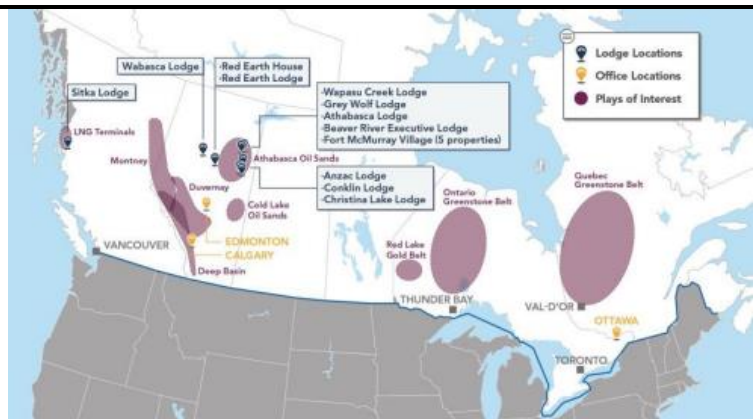 Lodge Locations
Office Locations
Plays of Interest
Sitka Lodge
Wabasca Lodge
·Red Earth House
·Red Earth Lodge
·Wapasu Creek Lodge
·Grey Wolf Lodge
·Athabasca Lodge
·Beaver River Executive Lodge
·Fort McMurray Village (5 properties)
·Anzac Lodge
·Conklin Lodge
·Christina Lake Lodge
LNG Terminals
Montney
Athabasca Oil Sands
Duvernay
Cold Lake
Oil Sands
EDMONTON
CALGARY
Deep Basin
VANCOUVER
Ontario
Greenstone Belt
Quebec
Greenstone Belt
Red Lake
Gold Belt
THUNDER BAY
VAL-D'OR
OTTAWA
TORONTO